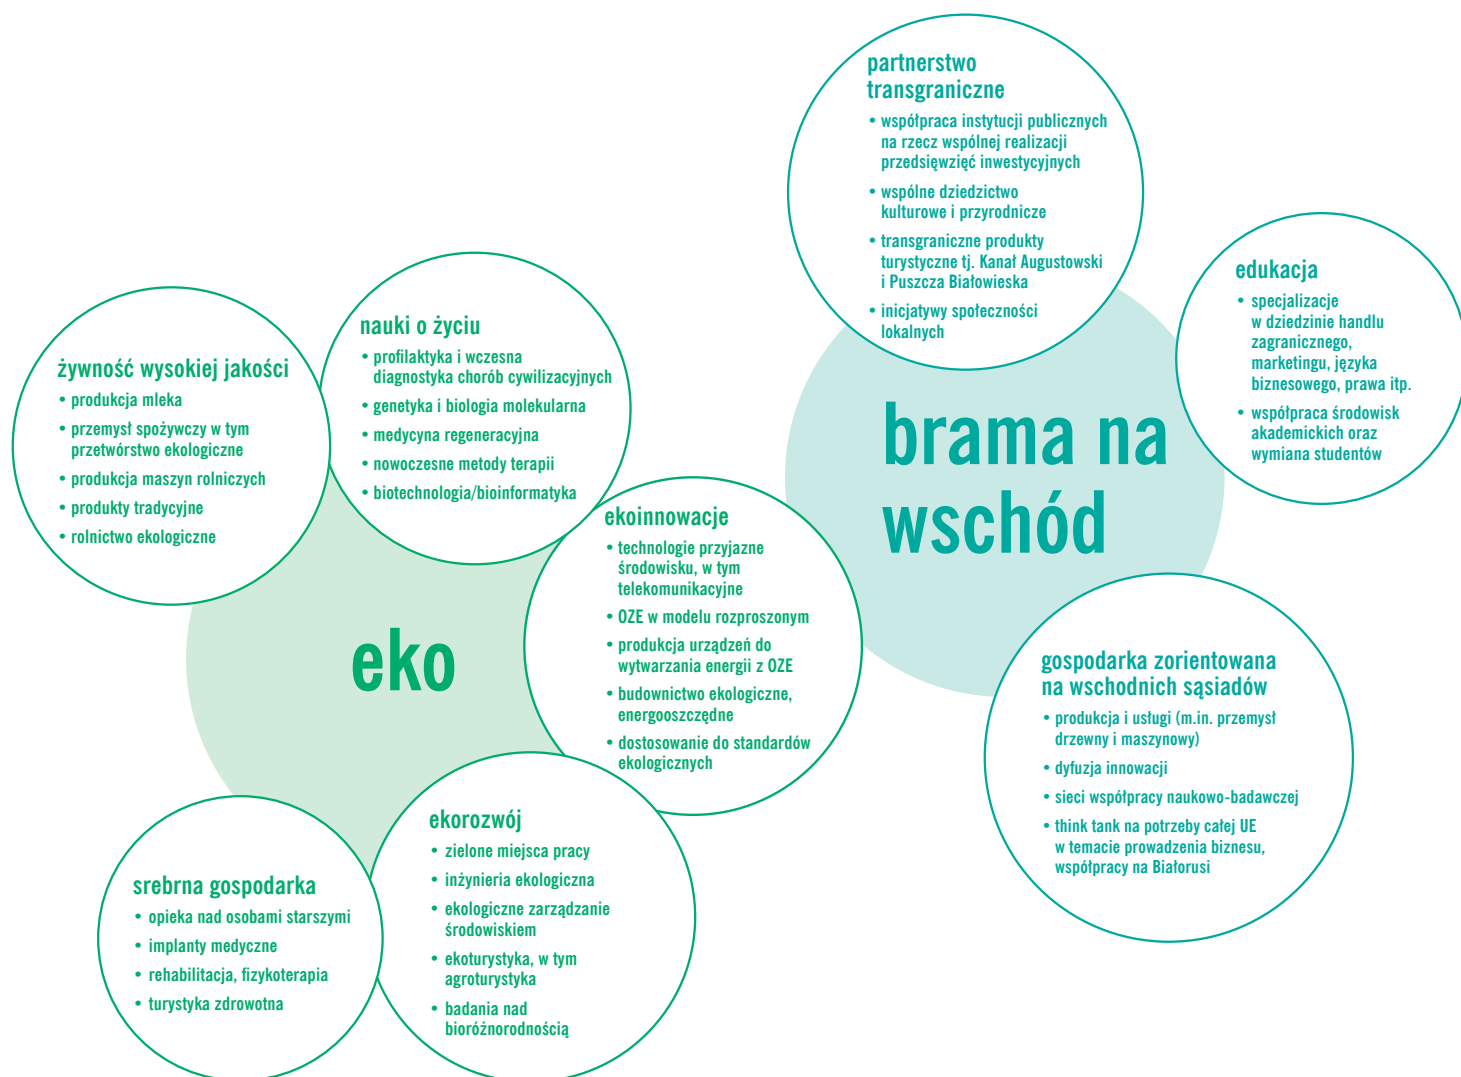 żywność wysokiej jakości
• produkcja mleka
• przemysł spożywczy w tym
przetwórstwo ekologiczne
• produkcja maszyn rolniczych
• produkty tradycyjne
• rolnictwo ekologiczne
nauki o życiu
• profilaktyka i wczesna
diagnostyka chorób cywilizacyjnych
• genetyka i biologia molekularna
• medycyna regeneracyjna
• nowoczesne metody terapii
• biotechnologia/bioinformatyka
ekoinnowacje
• technologie przyjazne
środowisku, w tym
telekomunikacyjne
• OZE w modelu rozproszonym
• produkcja urządzeń do
wytwarzania energii z OZE
• budownictwo ekologiczne,
energooszczędne
• dostosowanie do standardów
ekologicznych
eko
srebrna gospodarka
• opieka nad osobami starszymi
• implanty medyczne
• rehabilitacja, fizykoterapia
• turystyka zdrowotna
ekorozwój
• zielone miejsca pracy
• inżynieria ekologiczna
• ekologiczne zarządzanie
środowiskiem
• ekoturystyka, w tym
agroturystyka
• badania nad
bioróżnorodnością
partnerstwo
transgraniczne
• współpraca instytucji publicznych
na rzecz wspólnej realizacji
przedsięwzięć inwestycyjnych
• wspólne dziedzictwo
kulturowe i przyrodnicze
• transgraniczne produkty
turystyczne tj. Kanał Augustowski
i Puszcza Białowieska
• inicjatywy społeczności
lokalnych
edukacja
• specjalizacje
w dziedzinie handlu
zagranicznego,
marketingu, języka
biznesowego, prawa itp.
• współpraca środowisk
akademickich oraz
wymiana studentów
brama na
wschód
gospodarka zorientowana
na wschodnich sąsiadów
• produkcja i usługi (m.in. przemysł
drzewny i maszynowy)
• dyfuzja innowacji
• sieci współpracy naukowo-badawczej
• think tank na potrzeby całej UE
w temacie prowadzenia biznesu,
współpracy na Białorusi